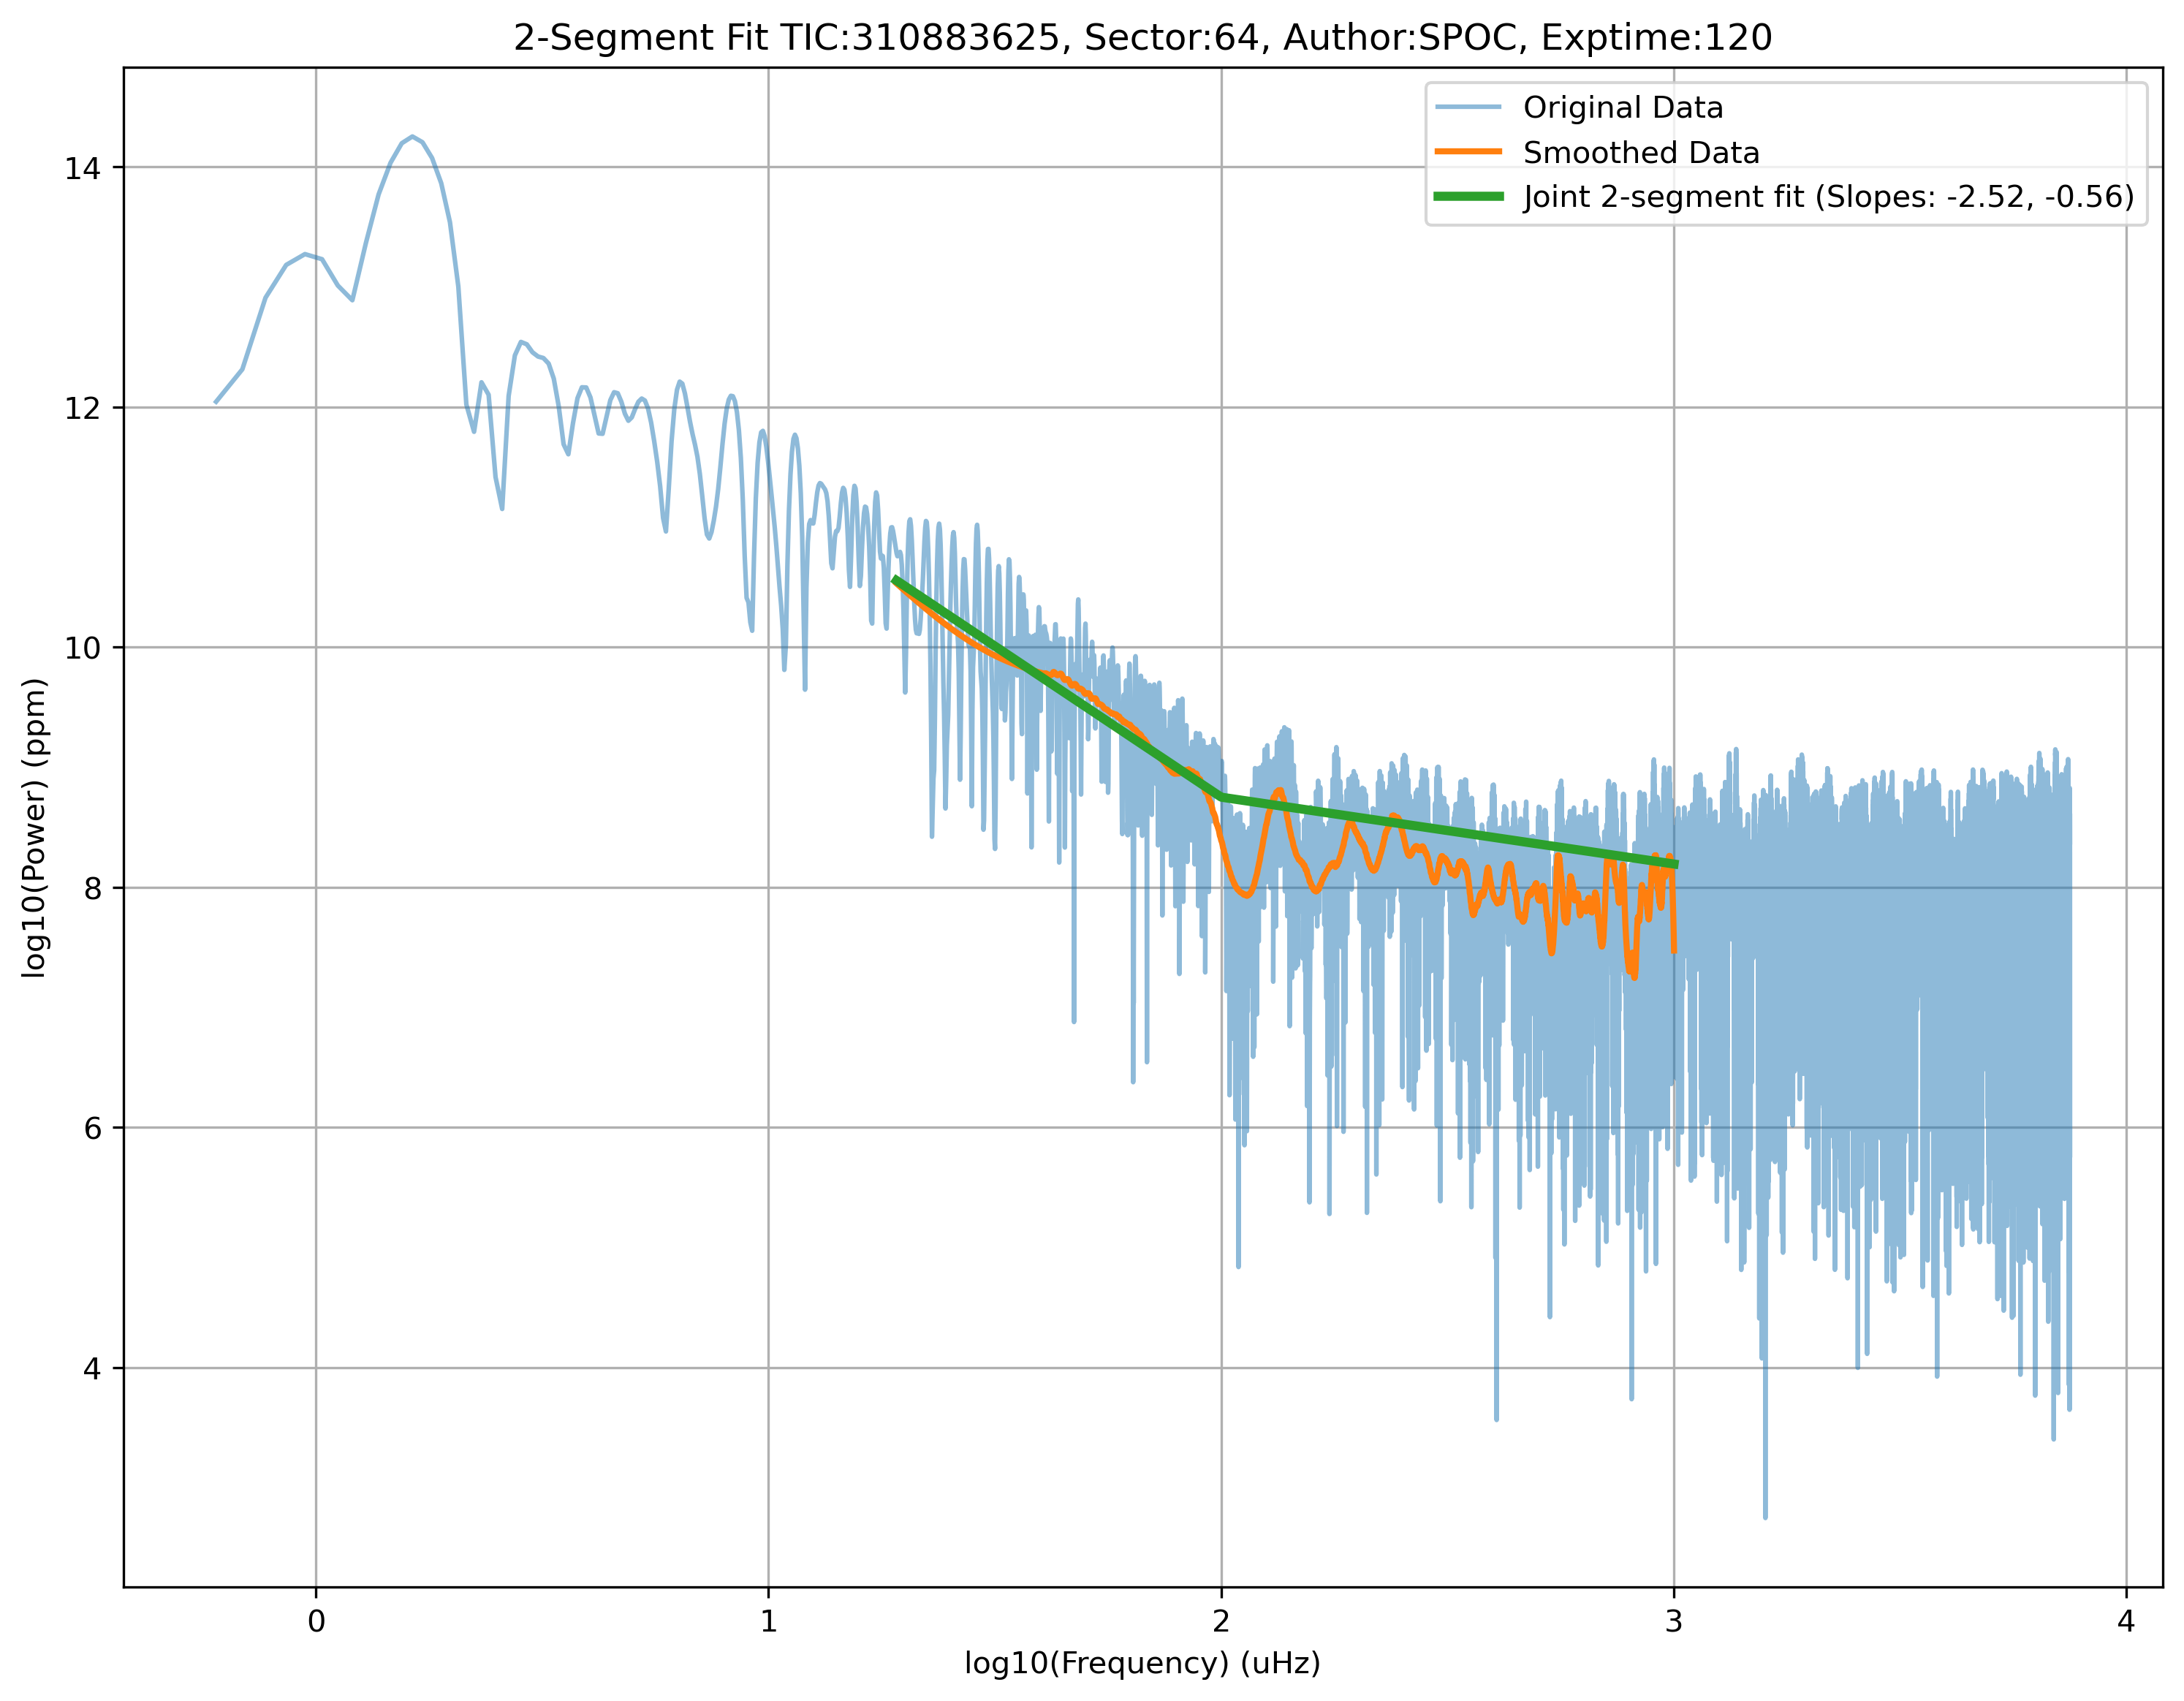 2-Segment Fit TIC:310883625, Sector:64, Author:SPOC, Exptime:120
Original Data
Smoothed Data
Joint 2-segment fit (Slopes: -2.52, -0.56)
14
12
10
8
6
4
log10(Power) (ppm)
0 1 2 3 4
log10(Frequency) (uHz)